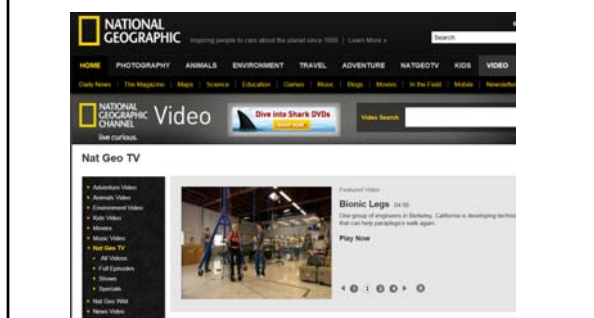 NATIONAL
GEOGRAPHIC
Inspiring people to care about the planet since 1888 | Learn More »
Search
HOME PHOTOGRAPHY ANIMALS ENVIRONMENT TRAVEL ADVENTURE NATGEOTV KIDS VIDEO
Daily News The Magazine Maps Science Education Games Music Blogs Movies In the Field Mobile Newsletter
NATIONAL
GEOGRAPHIC
CHANNEL
Video
live curious.
Dive into Shark DVDs
Video Search
Nat Geo TV
Adventure Video
Animals Video
Environment Video
Kids Video
Movies
Music Video
Nat Geo TV
All Videos
Full Episodes
Shows
Specials
Nat Geo Wild
News Video
Featured Video
Bionic Legs 04:56
One group of engineers in Berkeley, California is developing
that can help paraplegics walk again.
Play Now
1 2 3 4